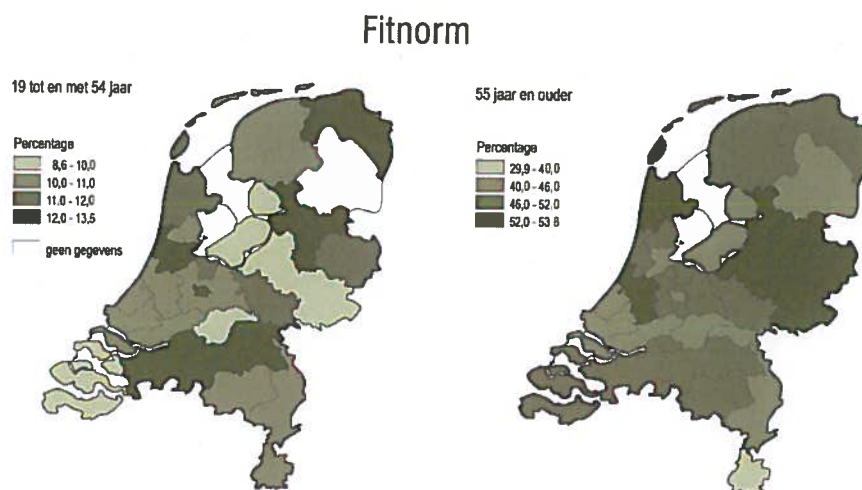 Fitnorm
19 tot en met 54 jaar
Percentage
8,6 - 10,0
10,0 - 11,0
11,0 - 12,0
12,0 - 13,5
geen gegevens
55 jaar en ouder
Percentage
29,9 - 40,0
40,0 - 46,0
46,0 - 52,0
52,0 - 53,8